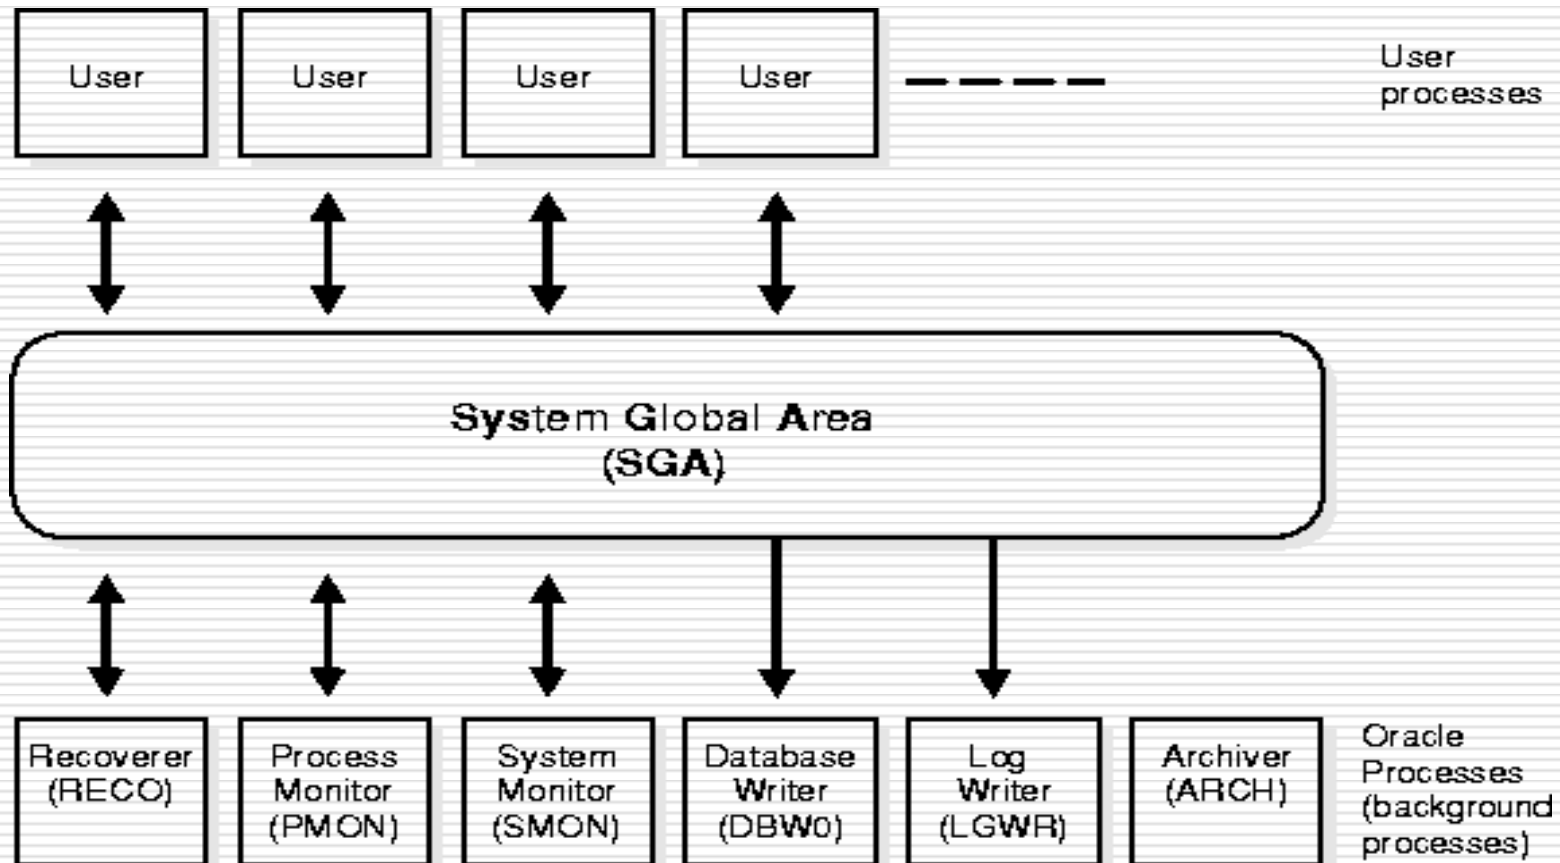 User
User
User
User
User
processes
System Global Area
(SGA)
Recoverer
(RECO)
Process
Monitor
(PMON)
System
Monitor
(SMON)
Database
Writer
(DBW0)
Log
Writer
(LGWR)
Archiver
(ARCH)
Oracle
Processes
(background
processes)